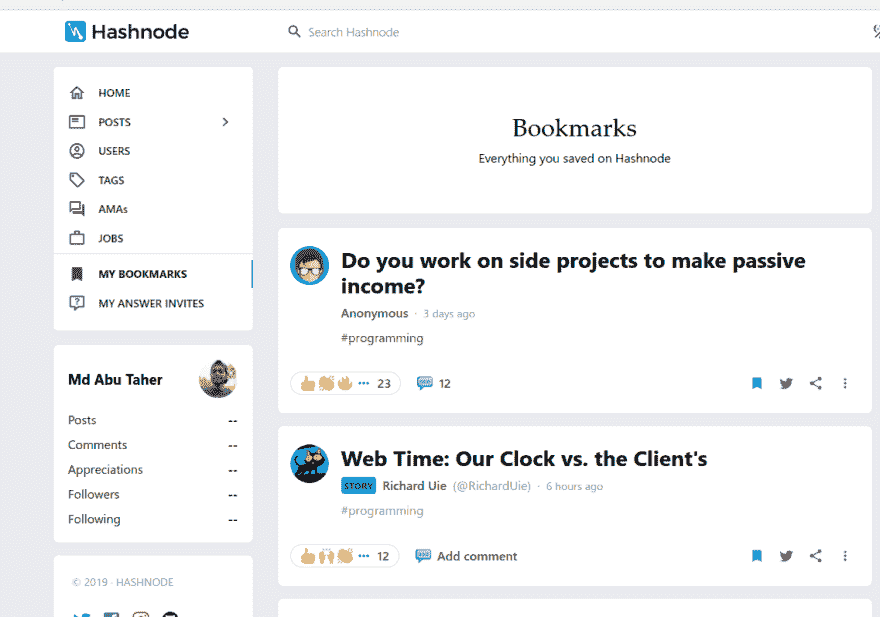 Hashnode
Search Hashnode
HOME
POSTS
USERS
TAGS
AMAs
JOBS
MY BOOKMARKS
MY ANSWER INVITES
Md Abu Taher
Posts --
Comments --
Appreciations --
Followers --
Following --
© 2019 · HASHNODE
Bookmarks
Everything you saved on Hashnode
Do you work on side projects to make passive
income?
Anonymous · 3 days ago
#programming
23 12
Web Time: Our Clock vs. the Client's
STORY Richard Uie (@RichardUie) · 6 hours ago
#programming
12 Add comment